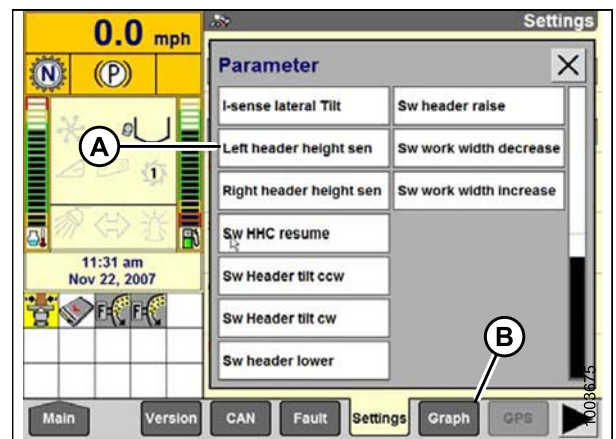 0.0 mph
Settings
N
(P)
Parameter
I-sense lateral Tilt
Sw header raise
A
Left header height sen
Sw work width decrease
1
Right header height sen
Sw work width increase
Sw HHC resume
11:31 am
Nov 22, 2007
Sw Header tilt ccw
Sw Header tilt cw
F
F
B
Sw header lower
1003675
Main
Version
CAN
Fault
Settings
Graph
GPS